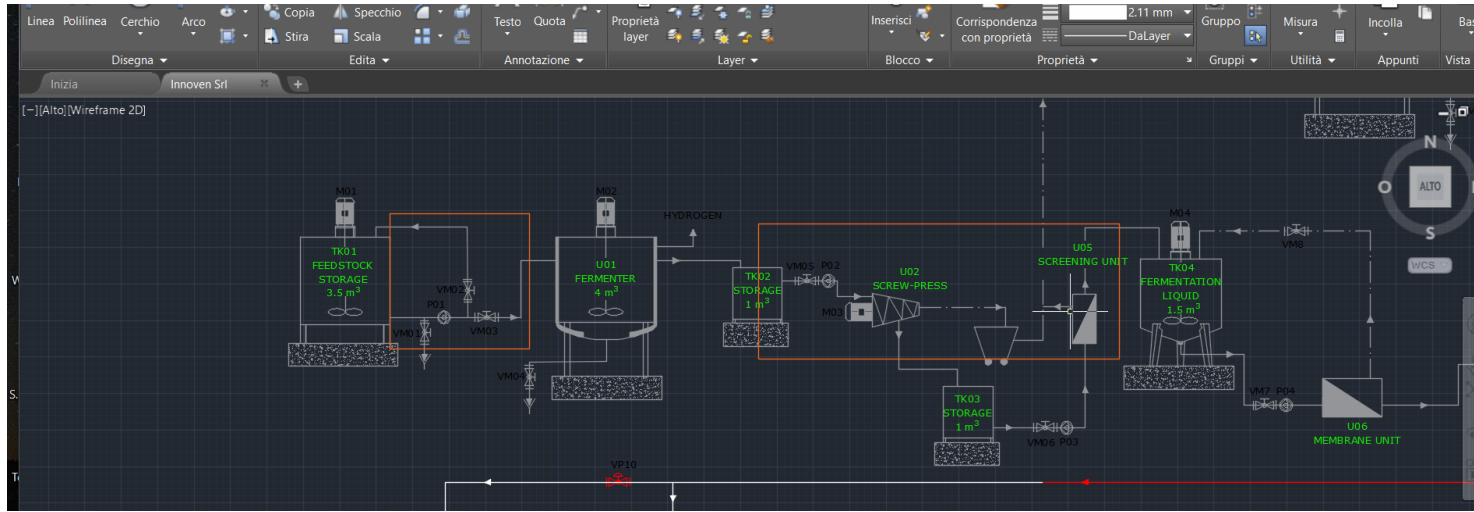 Copia
Specchio
2.11 mm
Linea
Polilinea
Cerchio
Arco
Testo
Quota
Proprietà layer
Inserisci
Corrispondenza con proprietà
Gruppo
Misura
Incolla
Stira
Scala
DaLayer
Disegna
Edita
Annotazione
Layer
Blocco
Proprietà
Gruppi
Utilità
Appunti
Vista
Inizia
Innoven Srl
[−][Alto][Wireframe 2D]
N
O
ALTO
S
WCS
M01
M02
HYDROGEN
M04
VM8
TK01
FEEDSTOCK
STORAGE
3.5 m³
VM02
P01
VM01
VM03
U01
FERMENTER
4 m³
VM04
TK02
STORAGE
1 m³
VM05 P02
U02
SCREW-PRESS
M03
U05
SCREENING UNIT
TK04
FERMENTATION
LIQUID
1.5 m³
TK03
STORAGE
1 m³
VM06 P03
VM7 P04
U06
MEMBRANE UNIT
VP10